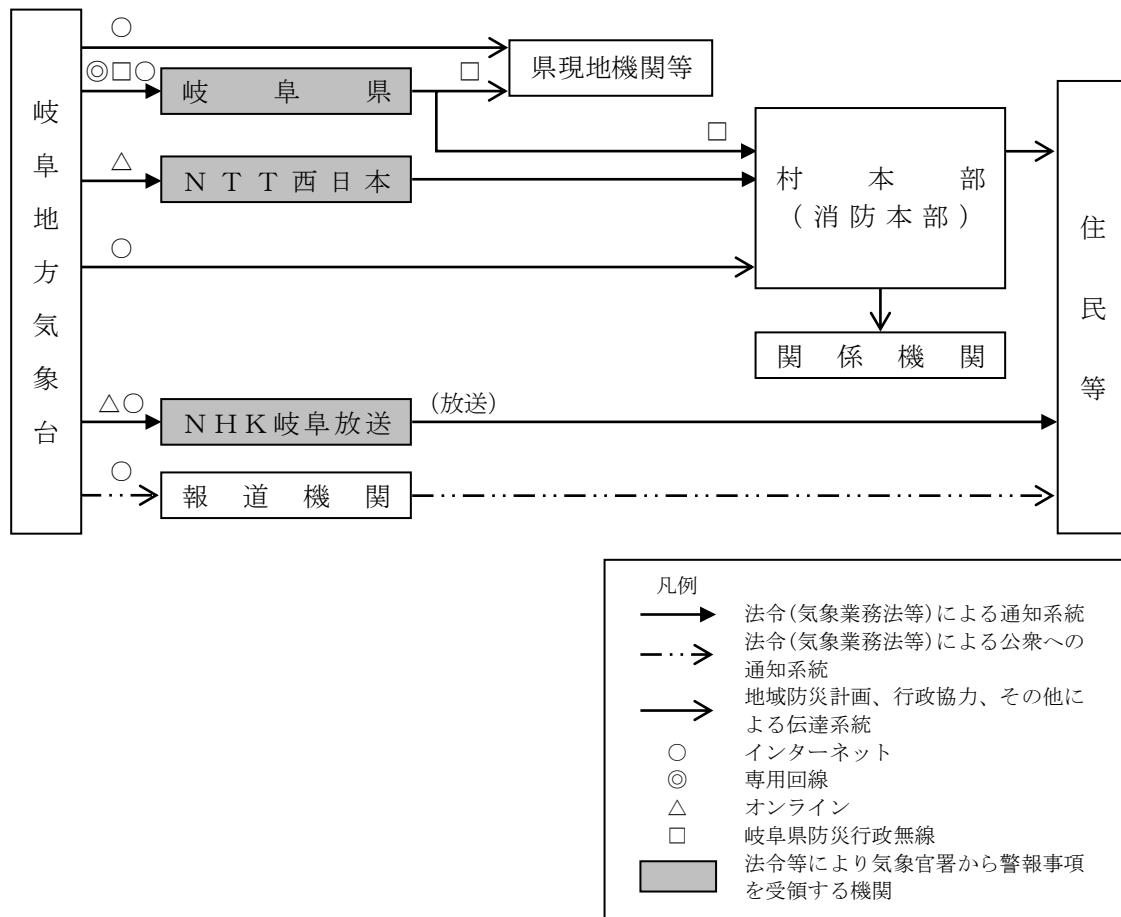 岐阜地方気象台
○
◎□○
岐阜県
□
県現地機関等
□
△
NTT西日本
村本部
(消防本部)
○
関係機関
△○
NHK岐阜放送
(放送)
○
報道機関
住民等
凡例
法令(気象業務法等)による通知系統
法令(気象業務法等)による公衆への
通知系統
地域防災計画、行政協力、その他に
よる伝達系統
○ インターネット
◎ 専用回線
△ オンライン
□ 岐阜県防災行政無線
法令等により気象官署から警報事項
を受領する機関